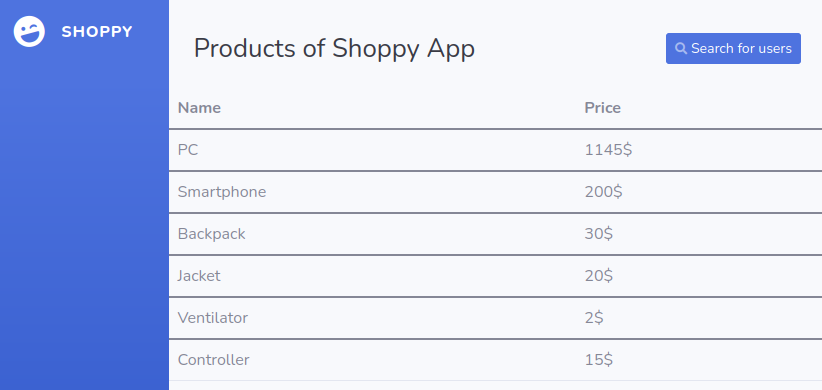 SHOPPY
Products of Shoppy App
Search for users
Name Price
PC 1145$
Smartphone 200$
Backpack 30$
Jacket 20$
Ventilator 2$
Controller 15$